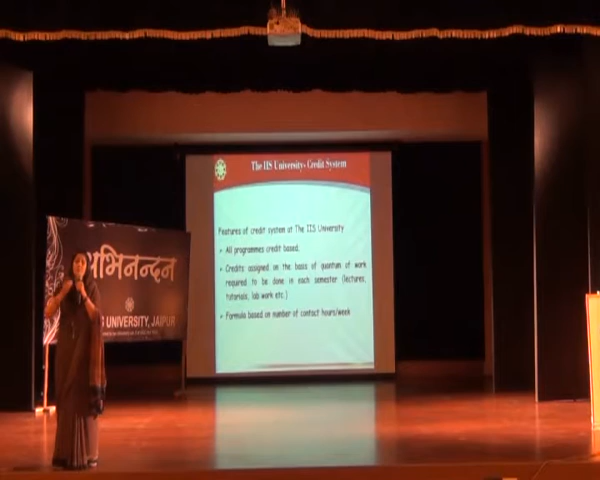 The IIS University: Credit System
Features of credit system at The IIS University
All programmes credit based.
Credits assigned on the basis of quantum of work
required to be done in each semester (lectures,
tutorials, lab work etc.)
Formula based on number of contact hours/week
अभिनन्दन
UNIVERSITY, JAIPUR